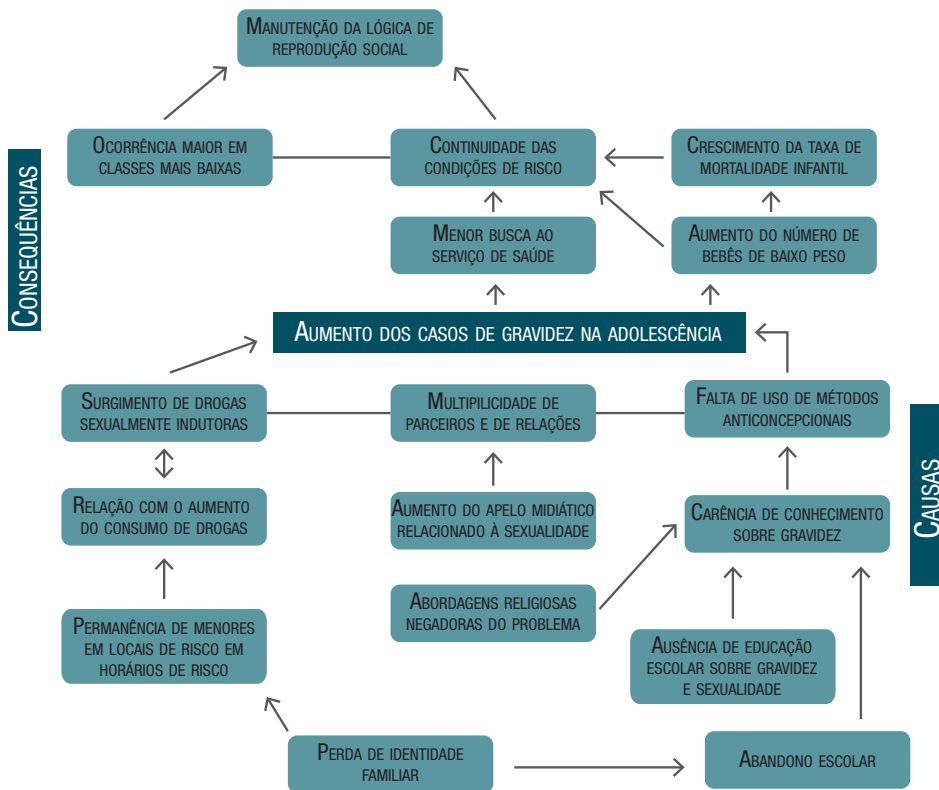 MANUTENÇÃO DA LÓGICA DE
REPRODUÇÃO SOCIAL
OCORRÊNCIA MAIOR EM
CLASSES MAIS BAIXAS
CONTINUIDADE DAS
CONDIÇÕES DE RISCO
CRESCIMENTO DA TAXA DE
MORTALIDADE INFANTIL
CONSEQUÊNCIAS
MENOR BUSCA AO
SERVIÇO DE SAÚDE
AUMENTO DO NÚMERO DE
BEBÊS DE BAIXO PESO
AUMENTO DOS CASOS DE GRAVIDEZ NA ADOLESCÊNCIA
SURGIMENTO DE DROGAS
SEXUALMENTE INDUTORAS
MULTIPILICIDADE DE
PARCEIROS E DE RELAÇÕES
FALTA DE USO DE MÉTODOS
ANTICONCEPCIONAIS
CAUSAS
RELAÇÃO COM O AUMENTO
DO CONSUMO DE DROGAS
AUMENTO DO APELO MIDIÁTICO
RELACIONADO À SEXUALIDADE
CARÊNCIA DE CONHECIMENTO
SOBRE GRAVIDEZ
ABORDAGENS RELIGIOSAS
NEGADORAS DO PROBLEMA
PERMANÊNCIA DE MENORES
EM LOCAIS DE RISCO EM
HORÁRIOS DE RISCO
AUSÊNCIA DE EDUCAÇÃO
ESCOLAR SOBRE GRAVIDEZ
E SEXUALIDADE
PERDA DE IDENTIDADE
FAMILIAR
ABANDONO ESCOLAR